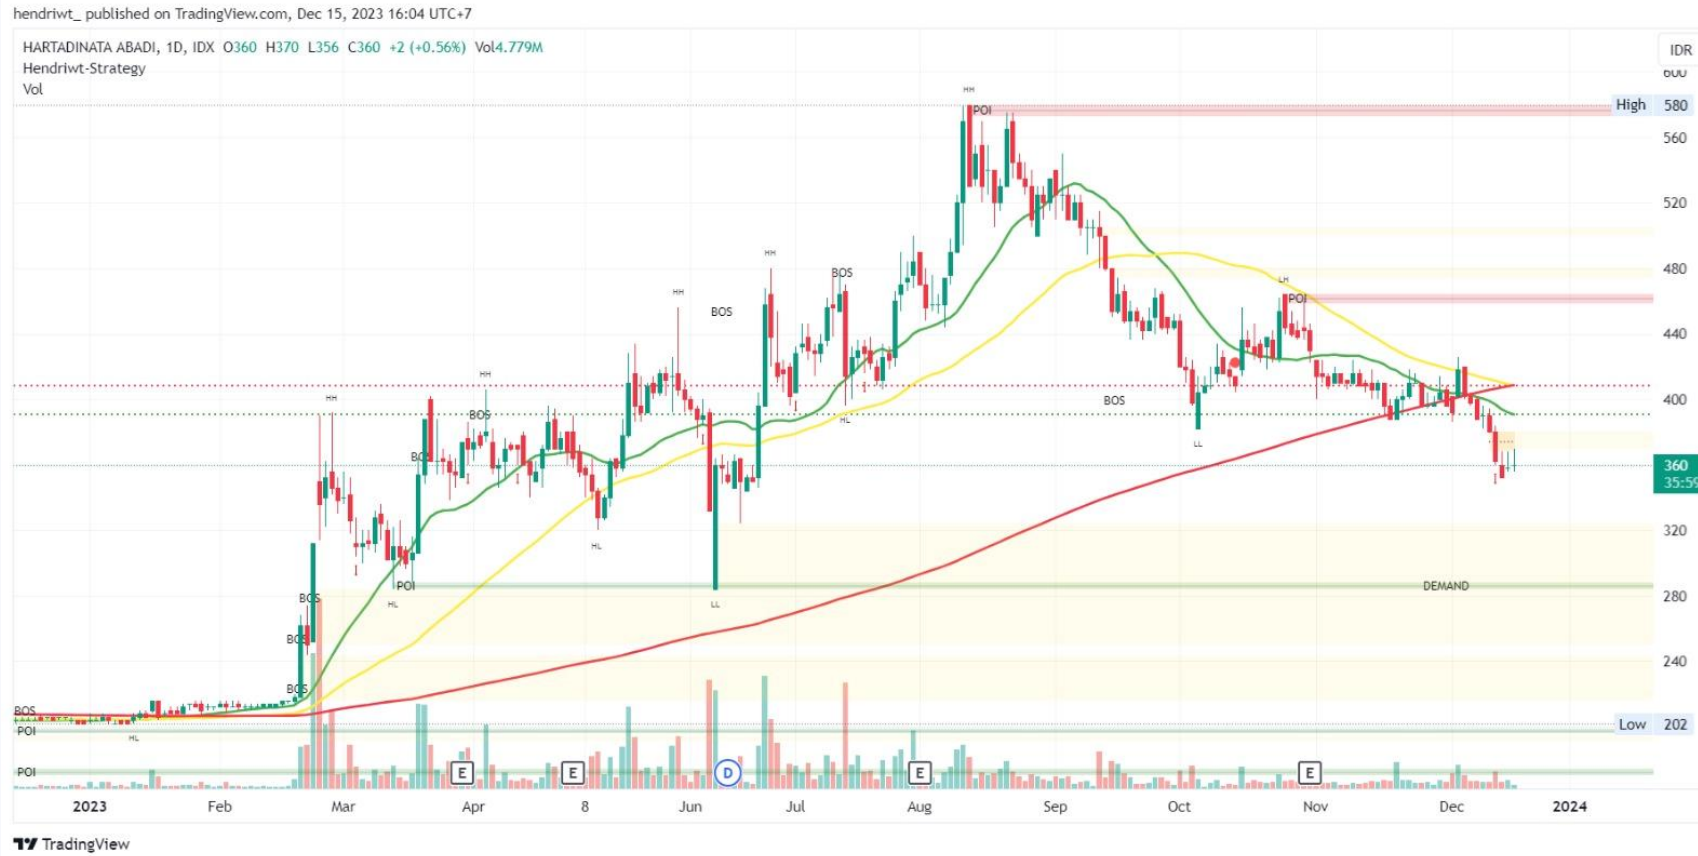 hendriwt_ published on TradingView.com, Dec 15, 2023 16:04 UTC+7
HARTADINATA ABADI, 1D, IDX O360 H370 L356 C360 +2 (+0.56%) Vol4.779M
Hendriwt-Strategy
Vol
IDR
600
HH
POI
High 580
560
520
HH
BOS
480
LH
POI
HH
BOS
440
HH
HH
BOS
HL
BOS
400
BOS
LL
360
35:59
HL
320
POI
DEMAND
HL
LL
BOS
280
BOS
240
BOS
BOS
Low 202
POI
HL
POI
E
E
D
E
E
2023 Feb Mar Apr 8 Jun Jul Aug Sep Oct Nov Dec 2024
TradingView